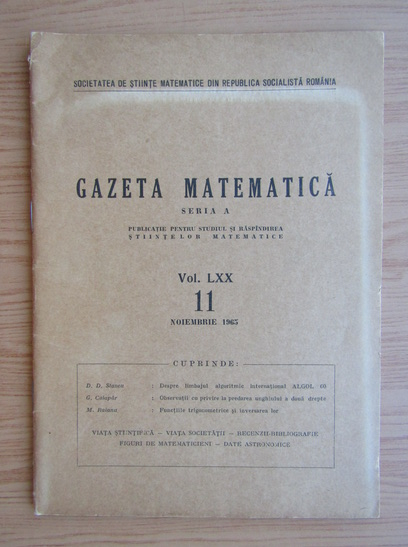 SOCIETATEA DE ȘTIINȚE MATEMATICE DIN REPUBLICA SOCIALISTĂ ROMÂNIA
GAZETA MATEMATICĂ
SERIA A
PUBLICAȚIE PENTRU STUDIUL ȘI RĂSPÎNDIREA
ȘTIINȚELOR MATEMATICE
Vol. LXX
11
NOIEMBRIE 1965
CUPRINDE:
D. D. Stancu : Despre limbajul algoritmic internațional ALGOL 60
G. : Observații cu privire la predarea unghiului a două drepte
M. : Funcțiile trigonometrice și inversarea lor
VIAȚA ȘTIINȚIFICĂ — VIAȚA SOCIETĂȚII — RECENZII-BIBLIOGRAFIE
FIGURI DE MATEMATICIENI — DATE ASTRONOMICE